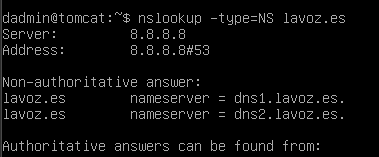 dadmin@tomcat:~$ nslookup -type=NS lavoz.es
Server:         8.8.8.8
Address:        8.8.8.8#53

Non-authoritative answer:
lavoz.es        nameserver = dns1.lavoz.es.
lavoz.es        nameserver = dns2.lavoz.es.

Authoritative answers can be found from: